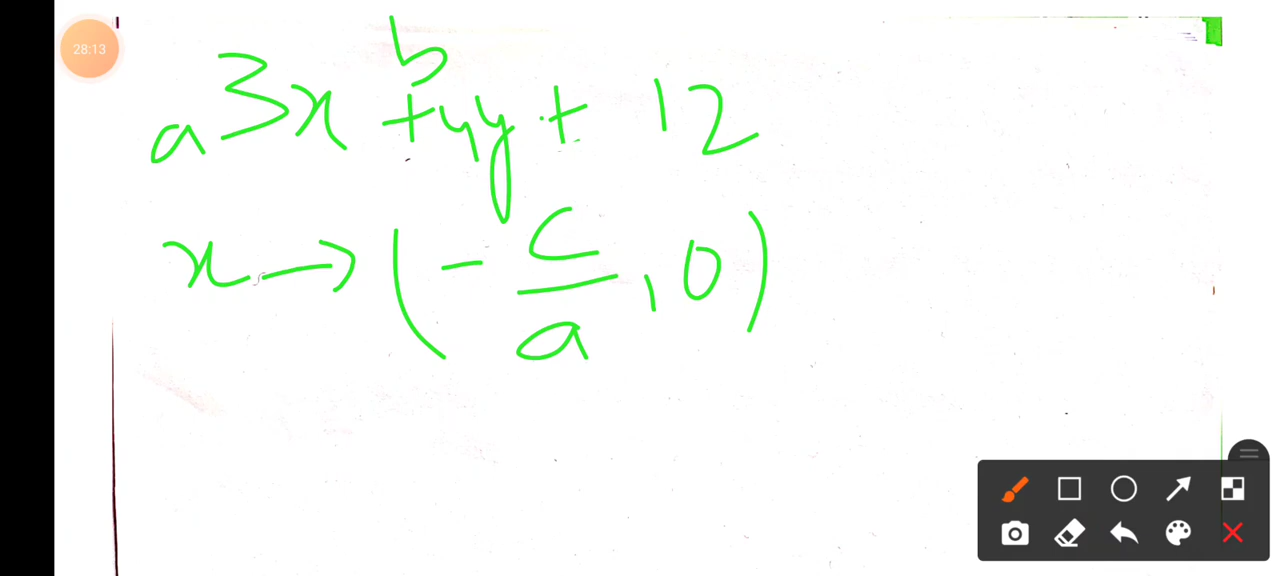 28:13
b
a 3x + 4y + 12
x → (- c/a, 0)